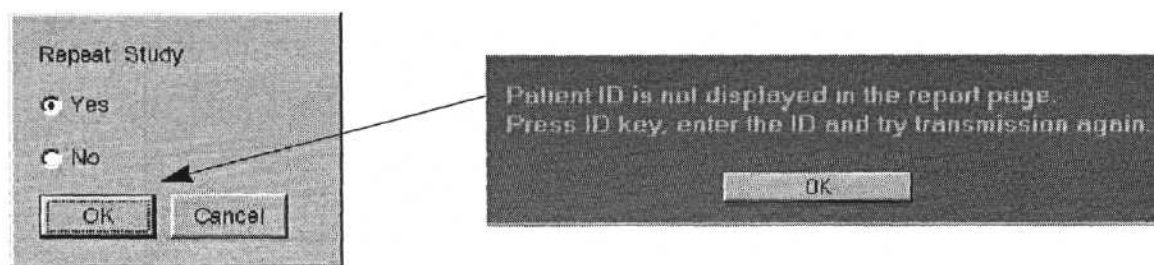 Repeat Study
Yes
No
OK
Cancel
Patient ID is not displayed in the report page.
Press ID key, enter the ID and try transmission again.
OK